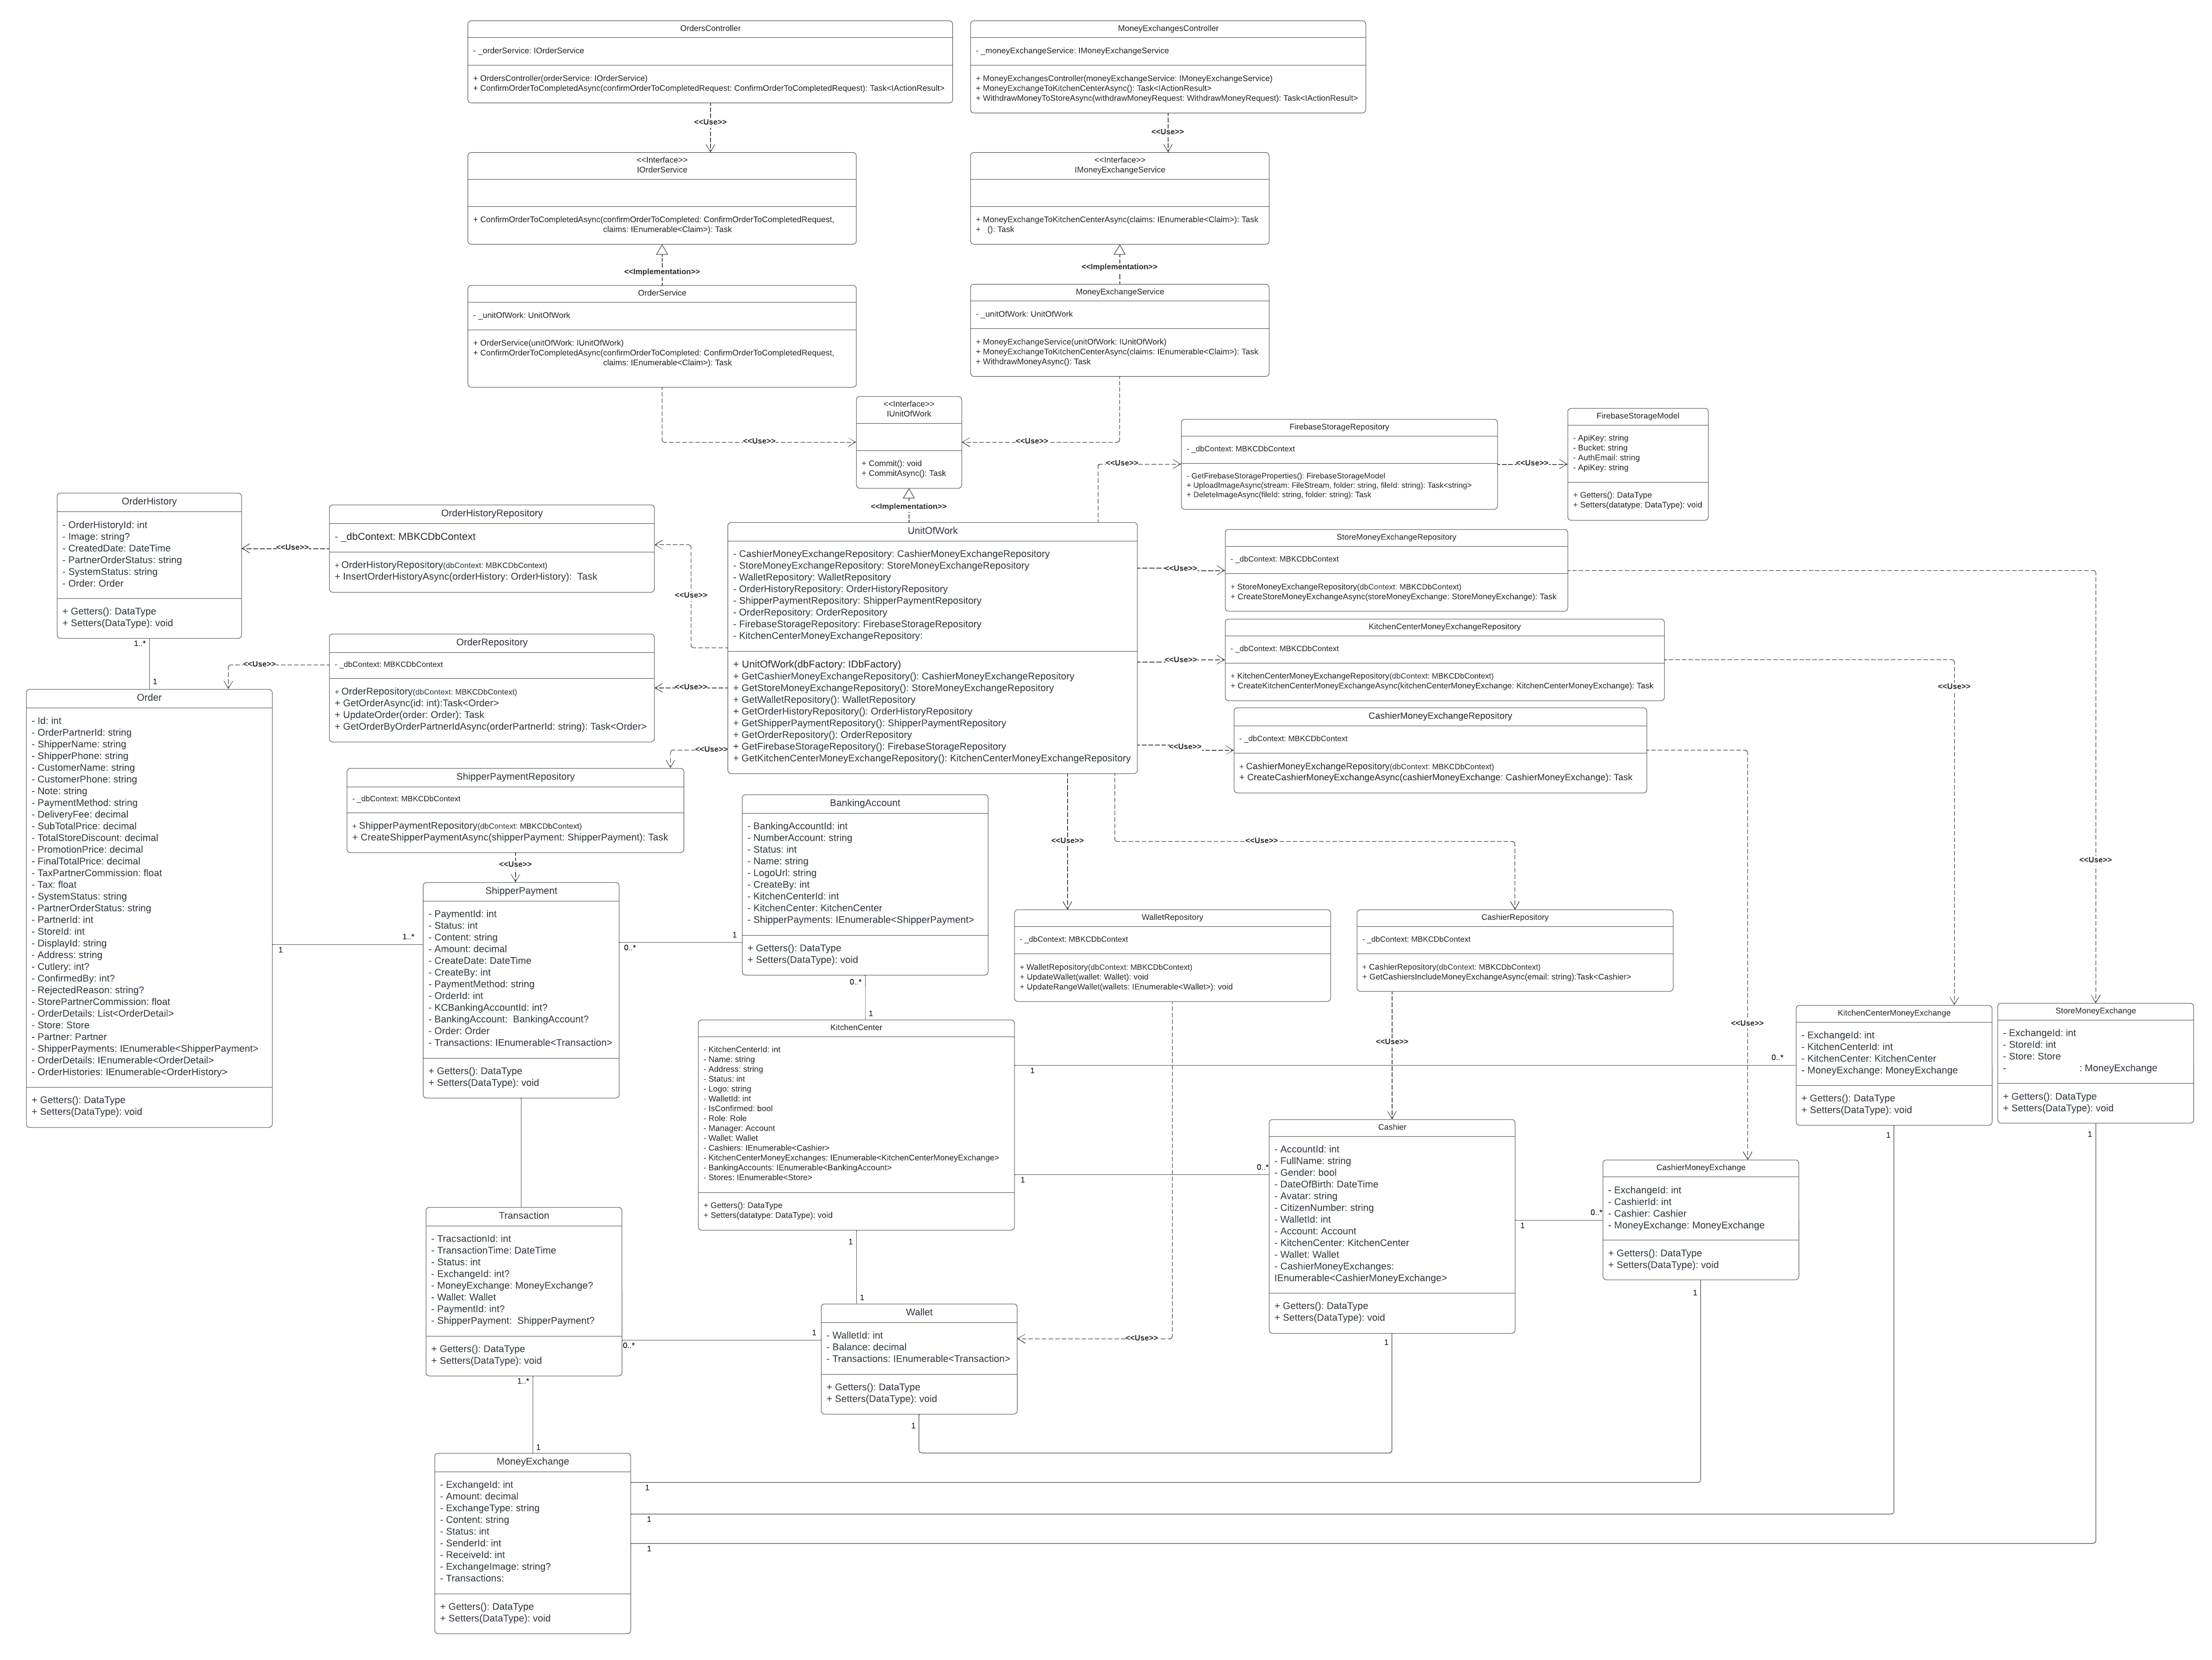 OrdersController
- _orderService: IOrderService
+ OrdersController(orderService: IOrderService)
+ ConfirmOrderToCompletedAsync(confirmOrderToCompletedRequest: ConfirmOrderToCompletedRequest): Task<IActionResult>
MoneyExchangesController
- _moneyExchangeService: IMoneyExchangeService
+ MoneyExchangesController(moneyExchangeService: IMoneyExchangeService)
+ MoneyExchangeToKitchenCenterAsync(): Task<IActionResult>
+ WithdrawMoneyToStoreAsync(withdrawMoneyRequest: WithdrawMoneyRequest): Task<IActionResult>
<<Use>>
<<Use>>
<<Interface>>
IOrderService
+ ConfirmOrderToCompletedAsync(confirmOrderToCompleted: ConfirmOrderToCompletedRequest,
claims: IEnumerable<Claim>): Task
<<Interface>>
IMoneyExchangeService
+ MoneyExchangeToKitchenCenterAsync(claims: IEnumerable<Claim>): Task
+ (): Task
<<Implementation>>
<<Implementation>>
OrderService
- _unitOfWork: UnitOfWork
+ OrderService(unitOfWork: IUnitOfWork)
+ ConfirmOrderToCompletedAsync(confirmOrderToCompleted: ConfirmOrderToCompletedRequest,
claims: IEnumerable<Claim>): Task
MoneyExchangeService
- _unitOfWork: UnitOfWork
+ MoneyExchangeService(unitOfWork: IUnitOfWork)
+ MoneyExchangeToKitchenCenterAsync(claims: IEnumerable<Claim>): Task
+ WithdrawMoneyAsync(): Task
<<Interface>>
IUnitOfWork
+ Commit(): void
+ CommitAsync(): Task
<<Use>>
<<Use>>
<<Implementation>>
FirebaseStorageRepository
- _dbContext: MBKCDbContext
- GetFirebaseStorageProperties(): FirebaseStorageModel
+ UploadImageAsync(stream: FileStream, folder: string, fileId: string): Task<string>
+ DeleteImageAsync(fileId: string, folder: string): Task
<<Use>>
<<Use>>
FirebaseStorageModel
- ApiKey: string
- Bucket: string
- AuthEmail: string
- ApiKey: string
+ Getters(): DataType
+ Setters(datatype: DataType): void
OrderHistory
- OrderHistoryId: int
- Image: string?
- CreatedDate: DateTime
- PartnerOrderStatus: string
- SystemStatus: string
- Order: Order
+ Getters(): DataType
+ Setters(DataType): void
<<Use>>
OrderHistoryRepository
- _dbContext: MBKCDbContext
+ OrderHistoryRepository(dbContext: MBKCDbContext)
+ InsertOrderHistoryAsync(orderHistory: OrderHistory): Task
<<Use>>
UnitOfWork
- CashierMoneyExchangeRepository: CashierMoneyExchangeRepository
- StoreMoneyExchangeRepository: StoreMoneyExchangeRepository
- WalletRepository: WalletRepository
- OrderHistoryRepository: OrderHistoryRepository
- ShipperPaymentRepository: ShipperPaymentRepository
- OrderRepository: OrderRepository
- FirebaseStorageRepository: FirebaseStorageRepository
- KitchenCenterMoneyExchangeRepository:
+ UnitOfWork(dbFactory: IDbFactory)
+ GetCashierMoneyExchangeRepository(): CashierMoneyExchangeRepository
+ GetStoreMoneyExchangeRepository(): StoreMoneyExchangeRepository
+ GetWalletRepository(): WalletRepository
+ GetOrderHistoryRepository(): OrderHistoryRepository
+ GetShipperPaymentRepository(): ShipperPaymentRepository
+ GetOrderRepository(): OrderRepository
+ GetFirebaseStorageRepository(): FirebaseStorageRepository
+ GetKitchenCenterMoneyExchangeRepository(): KitchenCenterMoneyExchangeRepository
<<Use>>
StoreMoneyExchangeRepository
- _dbContext: MBKCDbContext
+ StoreMoneyExchangeRepository(dbContext: MBKCDbContext)
+ CreateStoreMoneyExchangeAsync(storeMoneyExchange: StoreMoneyExchange): Task
<<Use>>
KitchenCenterMoneyExchangeRepository
- _dbContext: MBKCDbContext
+ KitchenCenterMoneyExchangeRepository(dbContext: MBKCDbContext)
+ CreateKitchenCenterMoneyExchangeAsync(kitchenCenterMoneyExchange: KitchenCenterMoneyExchange): Task
<<Use>>
<<Use>>
CashierMoneyExchangeRepository
- _dbContext: MBKCDbContext
+ CashierMoneyExchangeRepository(dbContext: MBKCDbContext)
+ CreateCashierMoneyExchangeAsync(cashierMoneyExchange: CashierMoneyExchange): Task
1..*
1
<<Use>>
OrderRepository
- _dbContext: MBKCDbContext
+ OrderRepository(dbContext: MBKCDbContext)
+ GetOrderAsync(id: int):Task<Order>
+ UpdateOrder(order: Order): Task
+ GetOrderByOrderPartnerIdAsync(orderPartnerId: string): Task<Order>
<<Use>>
<<Use>>
Order
- Id: int
- OrderPartnerId: string
- ShipperName: string
- ShipperPhone: string
- CustomerName: string
- CustomerPhone: string
- Note: string
- PaymentMethod: string
- DeliveryFee: decimal
- SubTotalPrice: decimal
- TotalStoreDiscount: decimal
- PromotionPrice: decimal
- FinalTotalPrice: decimal
- TaxPartnerCommission: float
- Tax: float
- SystemStatus: string
- PartnerOrderStatus: string
- PartnerId: int
- StoreId: int
- DisplayId: string
- Address: string
- Cutlery: int?
- ConfirmedBy: int?
- RejectedReason: string?
- StorePartnerCommission: float
- OrderDetails: List<OrderDetail>
- Store: Store
- Partner: Partner
- ShipperPayments: IEnumerable<ShipperPayment>
- OrderDetails: IEnumerable<OrderDetail>
- OrderHistories: IEnumerable<OrderHistory>
+ Getters(): DataType
+ Setters(DataType): void
ShipperPaymentRepository
- _dbContext: MBKCDbContext
+ ShipperPaymentRepository(dbContext: MBKCDbContext)
+ CreateShipperPaymentAsync(shipperPayment: ShipperPayment): Task
<<Use>>
1
1..*
ShipperPayment
- PaymentId: int
- Status: int
- Content: string
- Amount: decimal
- CreateDate: DateTime
- CreateBy: int
- PaymentMethod: string
- OrderId: int
- KCBankingAccountId: int?
- BankingAccount: BankingAccount?
- Order: Order
- Transactions: IEnumerable<Transaction>
+ Getters(): DataType
+ Setters(DataType): void
0..*
1
BankingAccount
- BankingAccountId: int
- NumberAccount: string
- Status: int
- Name: string
- LogoUrl: string
- CreateBy: int
- KitchenCenterId: int
- KitchenCenter: KitchenCenter
- ShipperPayments: IEnumerable<ShipperPayment>
+ Getters(): DataType
+ Setters(DataType): void
0..*
1
<<Use>>
<<Use>>
<<Use>>
WalletRepository
- _dbContext: MBKCDbContext
+ WalletRepository(dbContext: MBKCDbContext)
+ UpdateWallet(wallet: Wallet): void
+ UpdateRangeWallet(wallets: IEnumerable<Wallet>): void
CashierRepository
- _dbContext: MBKCDbContext
+ CashierRepository(dbContext: MBKCDbContext)
+ GetCashiersIncludeMoneyExchangeAsync(email: string):Task<Cashier>
KitchenCenter
- KitchenCenterId: int
- Name: string
- Address: string
- Status: int
- Logo: string
- WalletId: int
- IsConfirmed: bool
- Role: Role
- Manager: Account
- Wallet: Wallet
- Cashiers: IEnumerable<Cashier>
- KitchenCenterMoneyExchanges: IEnumerable<KitchenCenterMoneyExchange>
- BankingAccounts: IEnumerable<BankingAccount>
- Stores: IEnumerable<Store>
+ Getters(): DataType
+ Setters(datatype: DataType): void
1
0..*
1
0..*
<<Use>>
<<Use>>
KitchenCenterMoneyExchange
- ExchangeId: int
- KitchenCenterId: int
- KitchenCenter: KitchenCenter
- MoneyExchange: MoneyExchange
+ Getters(): DataType
+ Setters(DataType): void
1
StoreMoneyExchange
- ExchangeId: int
- StoreId: int
- Store: Store
- : MoneyExchange
+ Getters(): DataType
+ Setters(DataType): void
1
Cashier
- AccountId: int
- FullName: string
- Gender: bool
- DateOfBirth: DateTime
- Avatar: string
- CitizenNumber: string
- WalletId: int
- Account: Account
- KitchenCenter: KitchenCenter
- Wallet: Wallet
- CashierMoneyExchanges:
IEnumerable<CashierMoneyExchange>
+ Getters(): DataType
+ Setters(DataType): void
1
1
0..*
CashierMoneyExchange
- ExchangeId: int
- CashierId: int
- Cashier: Cashier
- MoneyExchange: MoneyExchange
+ Getters(): DataType
+ Setters(DataType): void
1
Transaction
- TracsactionId: int
- TransactionTime: DateTime
- Status: int
- ExchangeId: int?
- MoneyExchange: MoneyExchange?
- Wallet: Wallet
- PaymentId: int?
- ShipperPayment: ShipperPayment?
+ Getters(): DataType
+ Setters(DataType): void
0..*
1
1
1
Wallet
- WalletId: int
- Balance: decimal
- Transactions: IEnumerable<Transaction>
+ Getters(): DataType
+ Setters(DataType): void
<<Use>>
1
1..*
1
MoneyExchange
- ExchangeId: int
- Amount: decimal
- ExchangeType: string
- Content: string
- Status: int
- SenderId: int
- ReceiveId: int
- ExchangeImage: string?
- Transactions:
+ Getters(): DataType
+ Setters(DataType): void
1
1
1